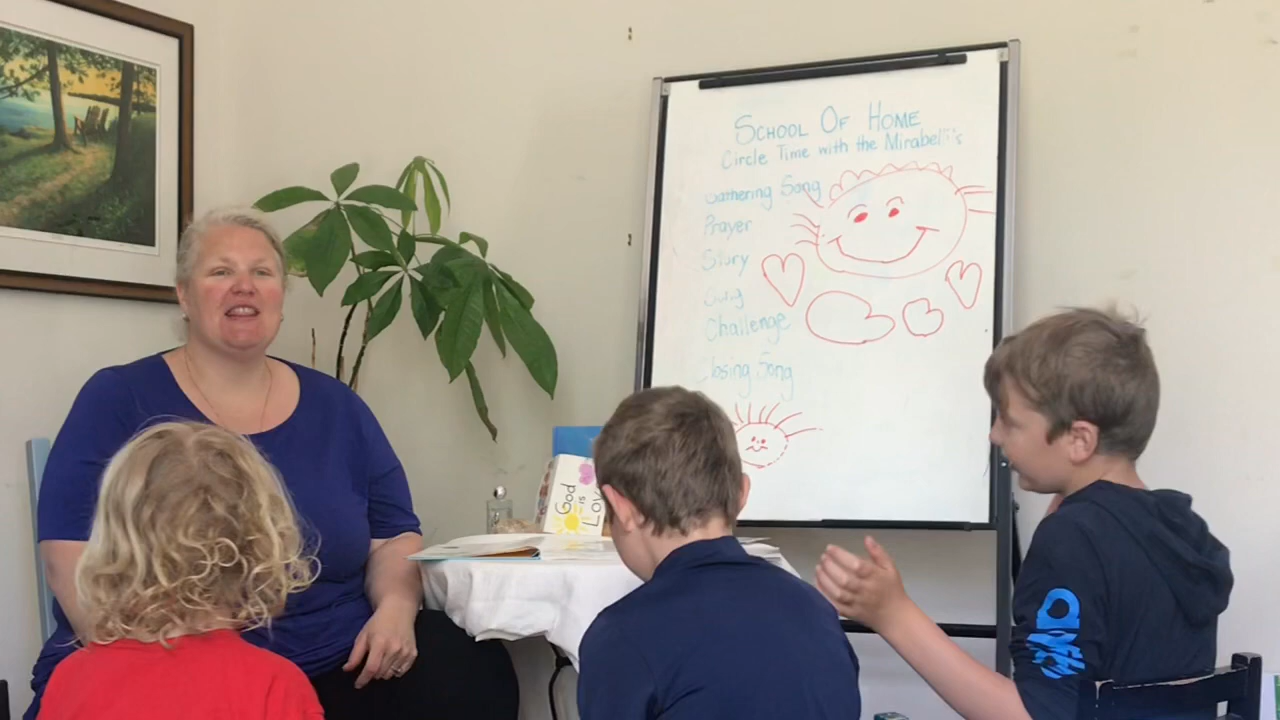 School Of Home
Circle Time with the Mirabelli's
Gathering Song
Prayer
Story
Challenge
Closing Song
God
is
Love